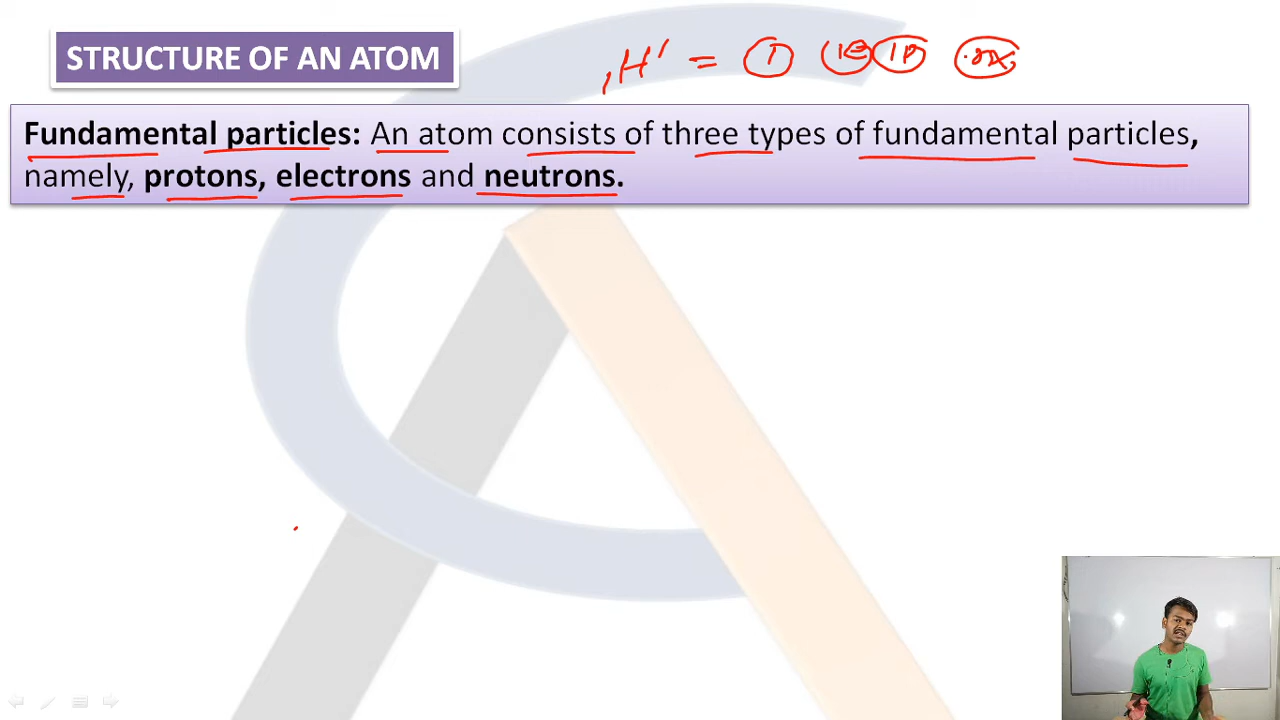 STRUCTURE OF AN ATOM
₁H¹ = 1 1e 1P
Fundamental particles: An atom consists of three types of fundamental particles,
namely, protons, electrons and neutrons.